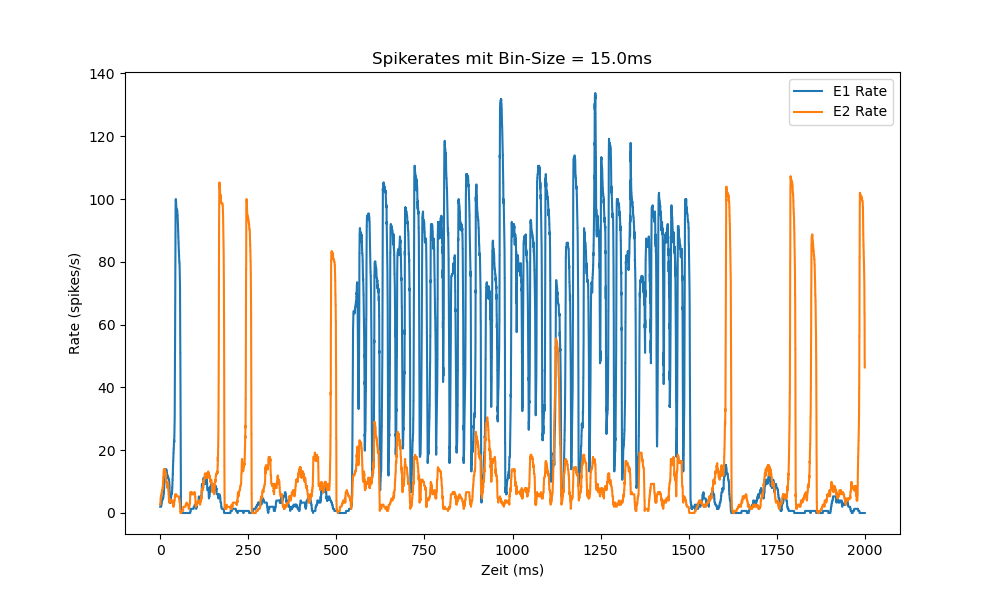 Spikerates mit Bin-Size = 15.0ms
E1 Rate
E2 Rate
Rate (spikes/s)
140
120
100
80
60
40
20
0
0 250 500 750 1000 1250 1500 1750 2000
Zeit (ms)